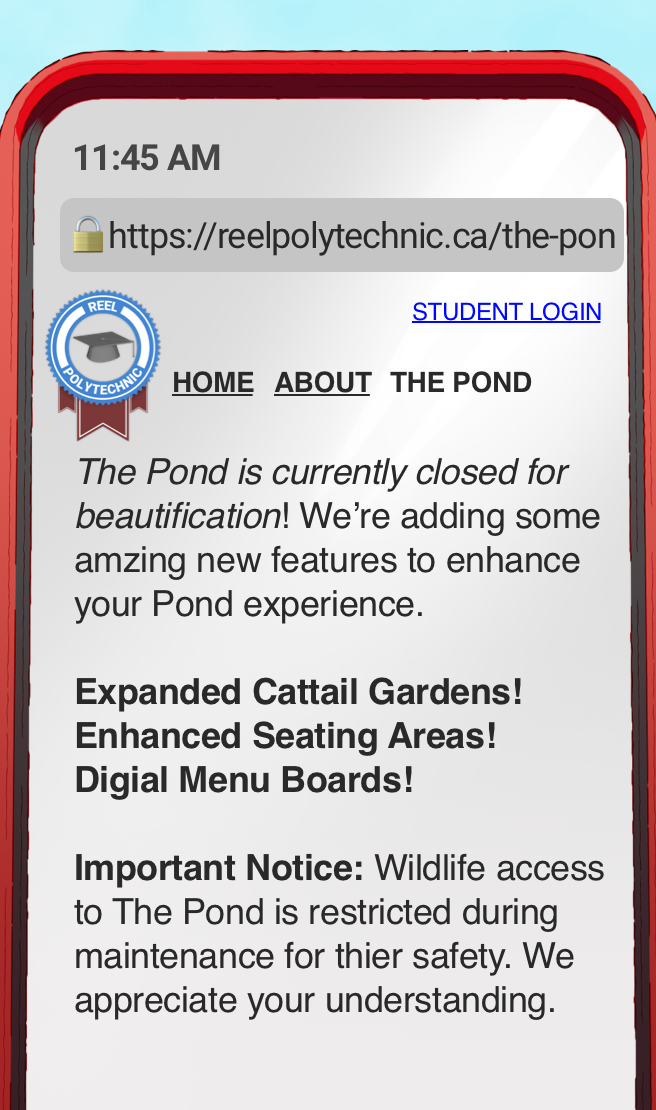 11:45 AM
https://reelpolytechnic.ca/the-pon
STUDENT LOGIN
REEL
POLYTECHNIC
HOME ABOUT THE POND
The Pond is currently closed for
beautification! We’re adding some
amzing new features to enhance
your Pond experience.
Expanded Cattail Gardens!
Enhanced Seating Areas!
Digial Menu Boards!
Important Notice: Wildlife access
to The Pond is restricted during
maintenance for thier safety. We
appreciate your understanding.